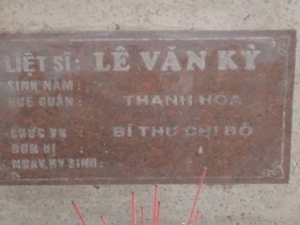 LIỆT SĨ: LÊ VĂN KỲ
SINH NĂM :
QUÊ QUÁN : THANH HÓA
CHỨC VỤ : BÍ THƯ CHI BỘ
ĐƠN VỊ :
NGÀY HY SINH :